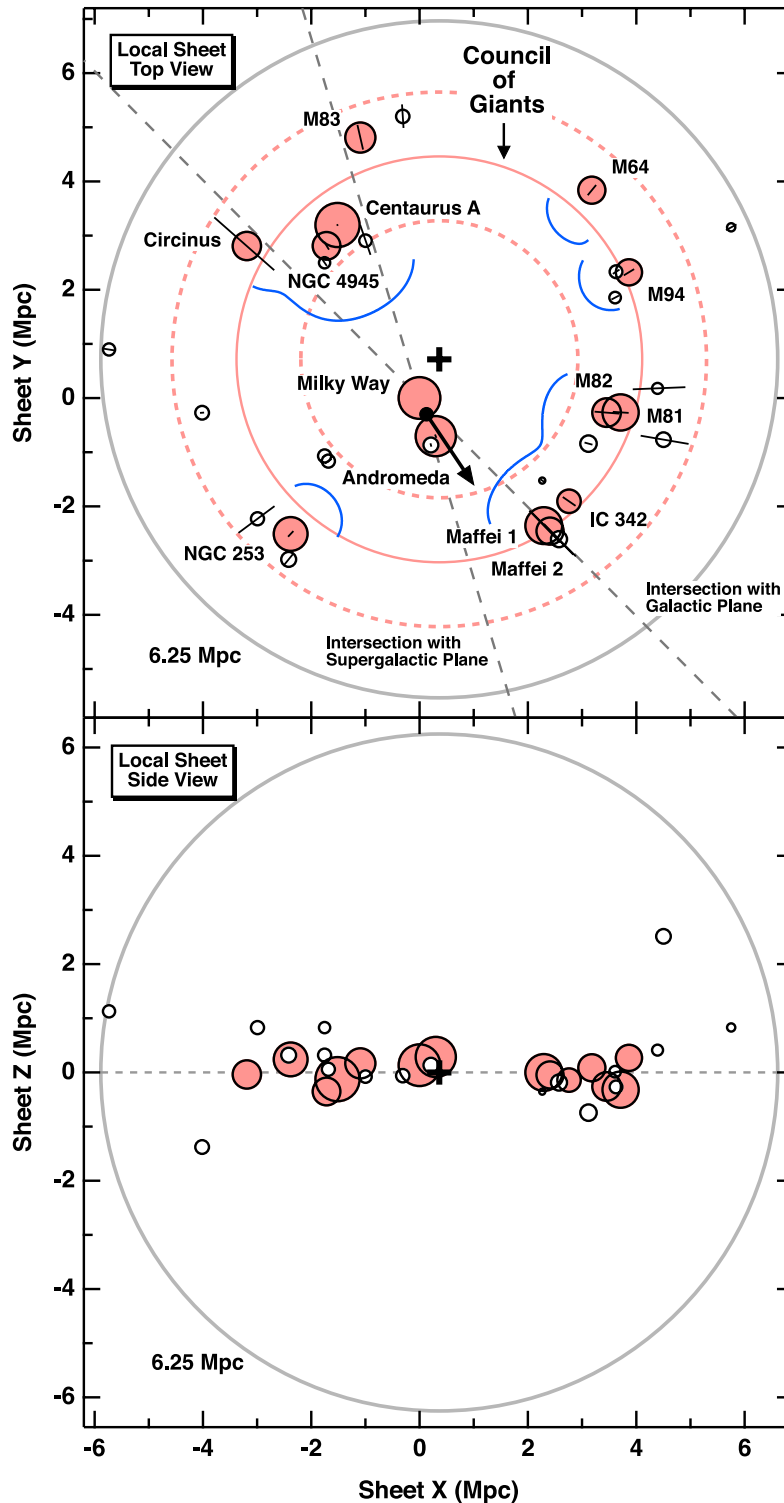 Local Sheet
Top View
Council
of
Giants
M83
M64
Centaurus A
Circinus
NGC 4945
M94
Milky Way
M82
M81
Andromeda
IC 342
Maffei 1
NGC 253
Maffei 2
Intersection with
Galactic Plane
Intersection with
Supergalactic Plane
6.25 Mpc
6
4
2
0
-2
-4
Sheet Y (Mpc)
Local Sheet
Side View
6.25 Mpc
6
4
2
0
-2
-4
-6
Sheet Z (Mpc)
-6 -4 -2 0 2 4 6
Sheet X (Mpc)